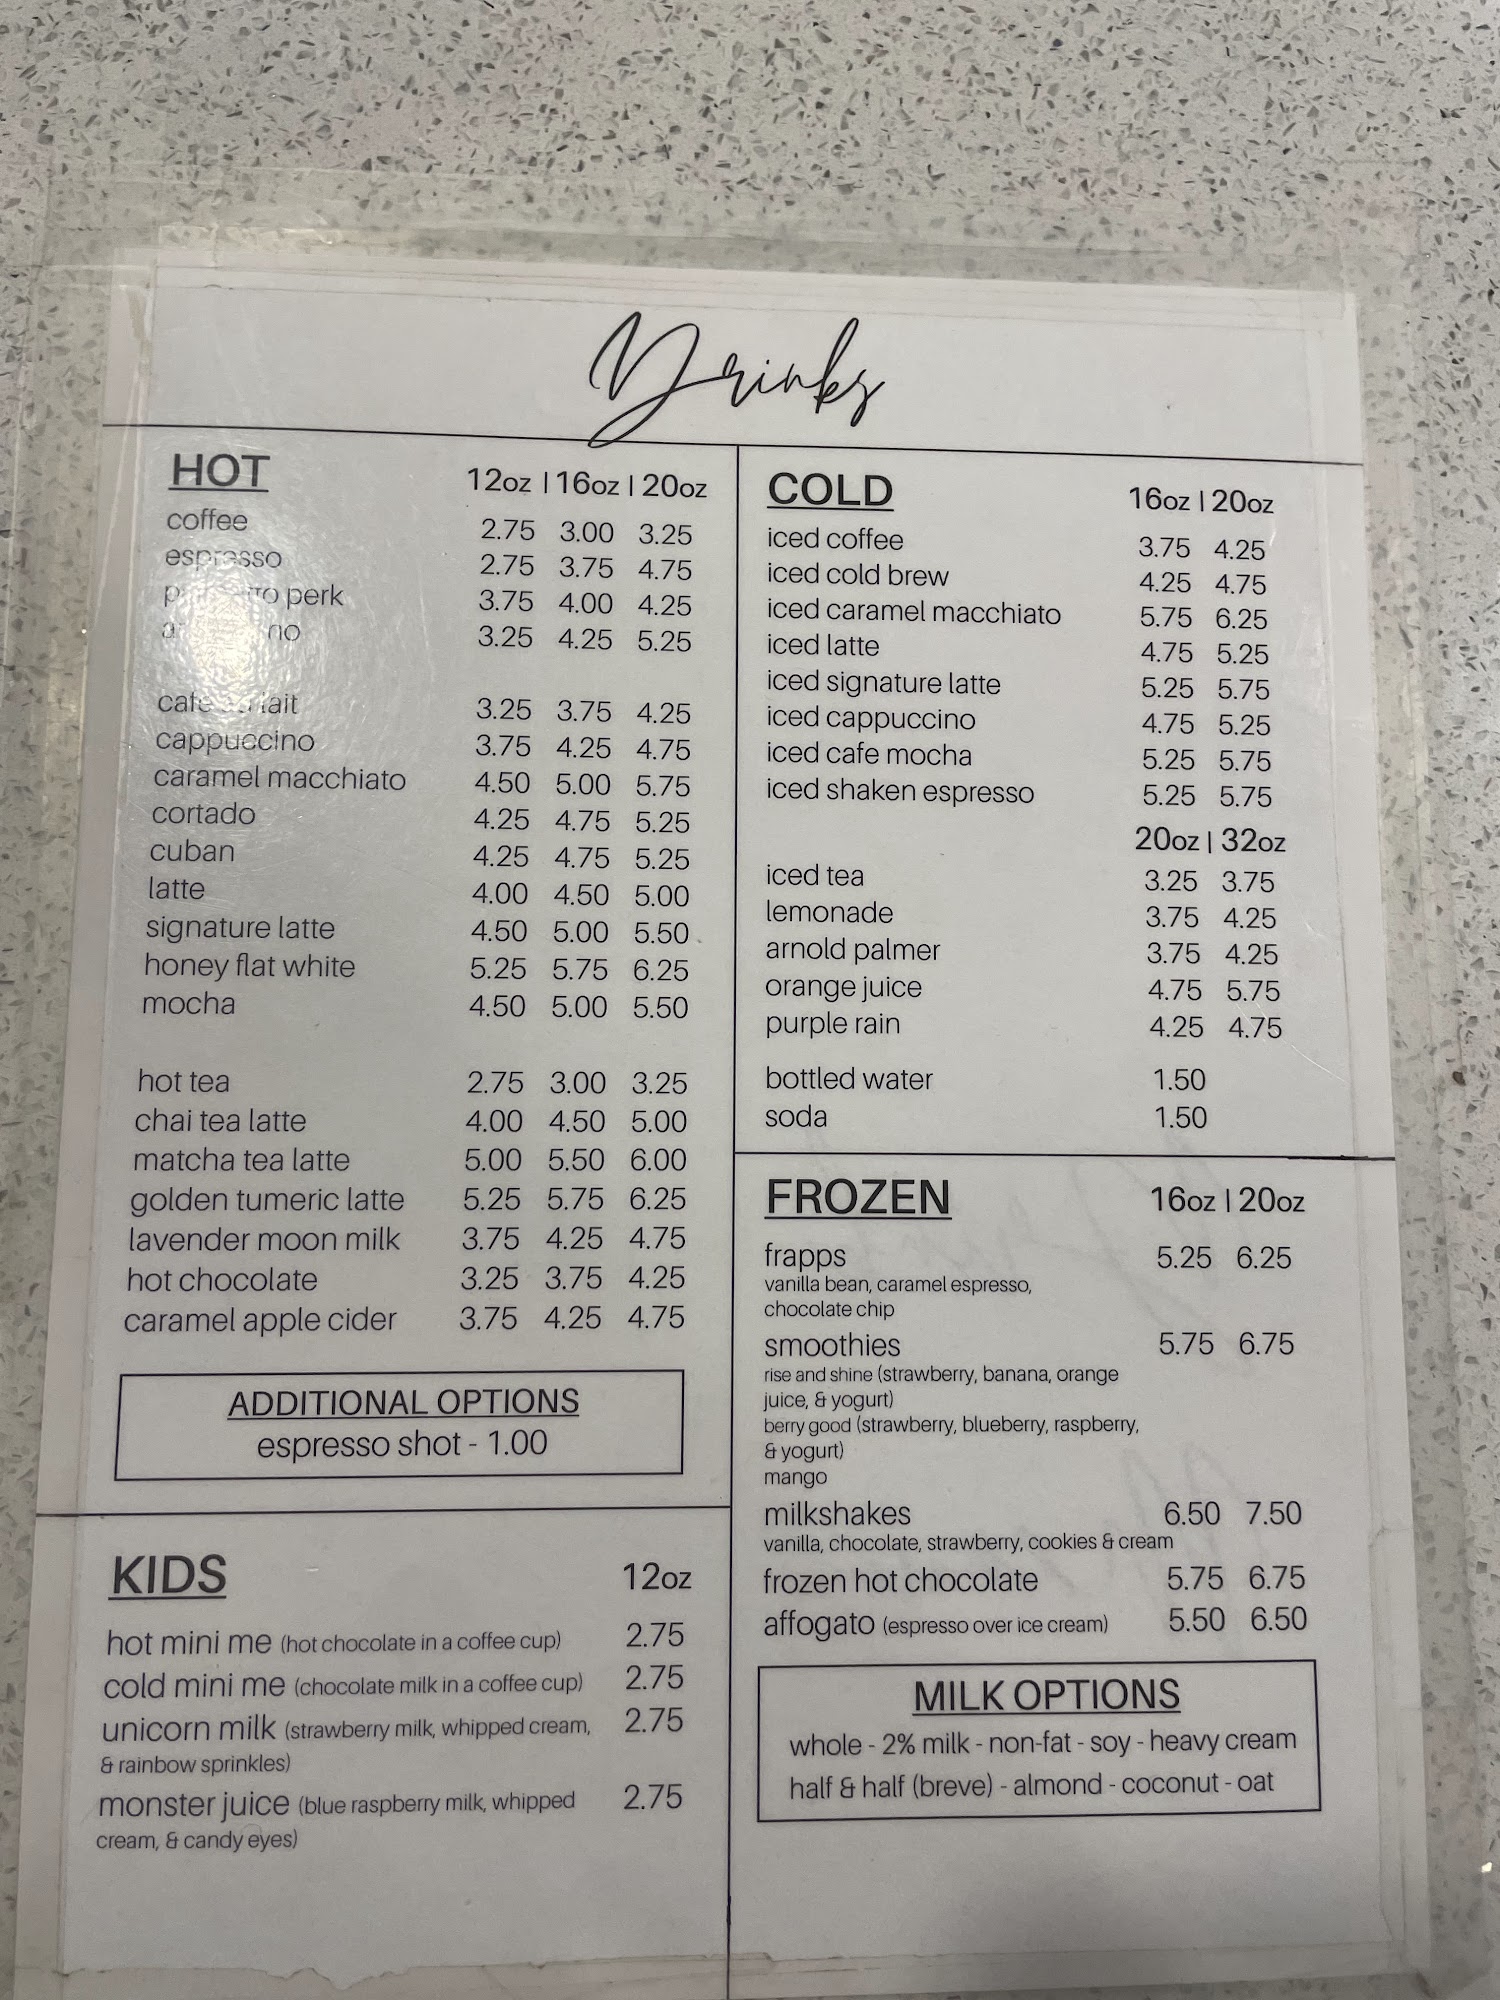 Drinks
HOT 12oz | 16oz | 20oz
coffee 2.75 3.00 3.25
espresso 2.75 3.75 4.75
perk 3.75 4.00 4.25
3.25 4.25 5.25
cafe au lait 3.25 3.75 4.25
cappuccino 3.75 4.25 4.75
caramel macchiato 4.50 5.00 5.75
cortado 4.25 4.75 5.25
cuban 4.25 4.75 5.25
latte 4.00 4.50 5.00
signature latte 4.50 5.00 5.50
honey flat white 5.25 5.75 6.25
mocha 4.50 5.00 5.50
hot tea 2.75 3.00 3.25
chai tea latte 4.00 4.50 5.00
matcha tea latte 5.00 5.50 6.00
golden tumeric latte 5.25 5.75 6.25
lavender moon milk 3.75 4.25 4.75
hot chocolate 3.25 3.75 4.25
caramel apple cider 3.75 4.25 4.75
ADDITIONAL OPTIONS
espresso shot - 1.00
KIDS 12oz
hot mini me (hot chocolate in a coffee cup) 2.75
cold mini me (chocolate milk in a coffee cup) 2.75
unicorn milk (strawberry milk, whipped cream, 2.75
& rainbow sprinkles)
monster juice (blue raspberry milk, whipped 2.75
cream, & candy eyes)
COLD 16oz | 20oz
iced coffee 3.75 4.25
iced cold brew 4.25 4.75
iced caramel macchiato 5.75 6.25
iced latte 4.75 5.25
iced signature latte 5.25 5.75
iced cappuccino 4.75 5.25
iced cafe mocha 5.25 5.75
iced shaken espresso 5.25 5.75
20oz | 32oz
iced tea 3.25 3.75
lemonade 3.75 4.25
arnold palmer 3.75 4.25
orange juice 4.75 5.75
purple rain 4.25 4.75
bottled water 1.50
soda 1.50
FROZEN 16oz | 20oz
frapps 5.25 6.25
vanilla bean, caramel espresso,
chocolate chip
smoothies 5.75 6.75
rise and shine (strawberry, banana, orange
juice, & yogurt)
berry good (strawberry, blueberry, raspberry,
& yogurt)
mango
milkshakes 6.50 7.50
vanilla, chocolate, strawberry, cookies & cream
frozen hot chocolate 5.75 6.75
affogato (espresso over ice cream) 5.50 6.50
MILK OPTIONS
whole - 2% milk - non-fat - soy - heavy cream
half & half (breve) - almond - coconut - oat